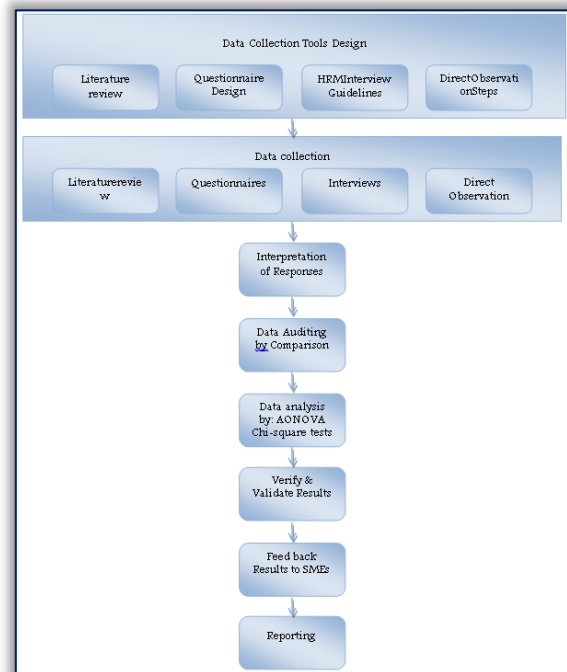 Data Collection Tools Design
Literature
review
Questionnaire
Design
HRMInterview
Guidelines
DirectObservati
onSteps
Data collection
Literaturerevie
w
Questionnaires
Interviews
Direct
Observation
Interpretation
of Responses
Data Auditing
by Comparison
Data analysis
by: AONOVA
Chi-square tests
Verify &
Validate Results
Feed back
Results to SMEs
Reporting